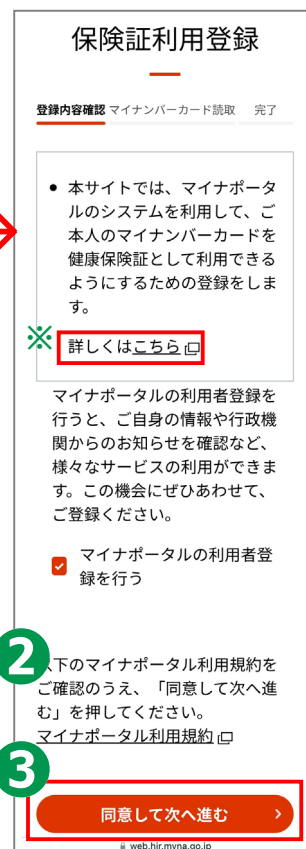 保険証利用登録
登録内容確認 マイナンバーカード読取 完了
● 本サイトでは、マイナポータ
ルのシステムを利用して、ご
本人のマイナンバーカードを
健康保険証として利用できる
ようにするための登録をしま
す。
※
詳しくはこちら
マイナポータルの利用者登録を
行うと、ご自身の情報や行政機
関からのお知らせを確認など、
様々なサービスの利用ができま
す。この機会にぜひあわせて、
ご登録ください。
マイナポータルの利用者登
録を行う
2
下のマイナポータル利用規約を
ご確認のうえ、「同意して次へ進
む」を押してください。
マイナポータル利用規約
3
同意して次へ進む
web.hir.myna.go.jp